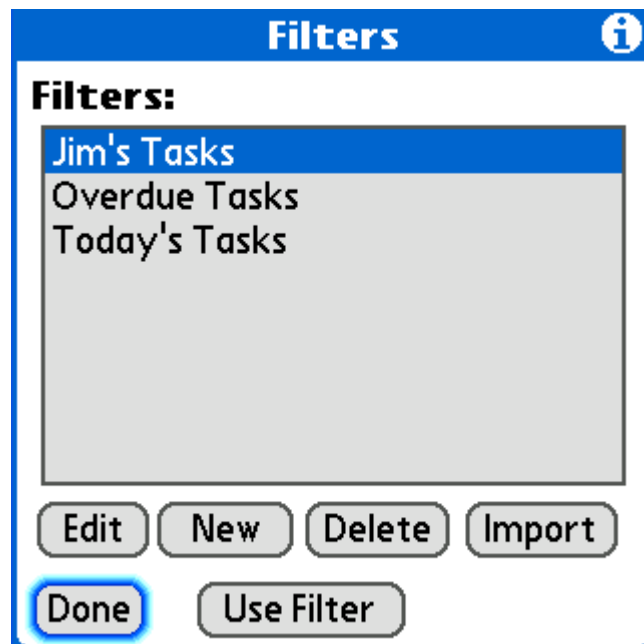 Filters
Filters:
Jim's Tasks
Overdue Tasks
Today's Tasks
Edit New Delete Import
Done Use Filter